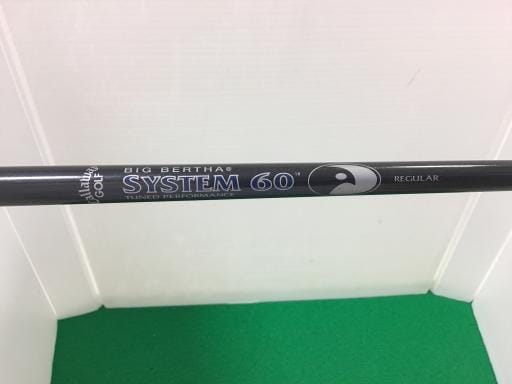 Callaway
GOLF
BIG BERTHA®
SYSTEM 60™
TUNED PERFORMANCE
REGULAR